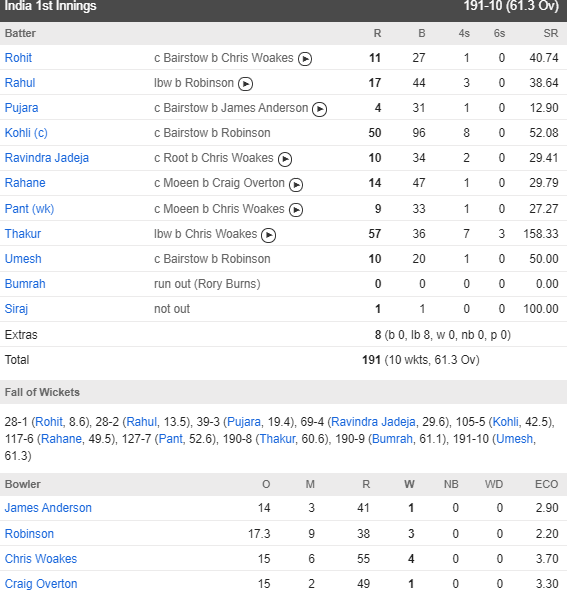 India 1st Innings 191-10 (61.3 Ov)
Batter R B 4s 6s SR
Rohit c Bairstow b Chris Woakes 11 27 1 0 40.74
Rahul lbw b Robinson 17 44 3 0 38.64
Pujara c Bairstow b James Anderson 4 31 1 0 12.90
Kohli (c) c Bairstow b Robinson 50 96 8 0 52.08
Ravindra Jadeja c Root b Chris Woakes 10 34 2 0 29.41
Rahane c Moeen b Craig Overton 14 47 1 0 29.79
Pant (wk) c Moeen b Chris Woakes 9 33 1 0 27.27
Thakur lbw b Chris Woakes 57 36 7 3 158.33
Umesh c Bairstow b Robinson 10 20 1 0 50.00
Bumrah run out (Rory Burns) 0 0 0 0 0.00
Siraj not out 1 1 0 0 100.00
Extras 8 (b 0, lb 8, w 0, nb 0, p 0)
Total 191 (10 wkts, 61.3 Ov)
Fall of Wickets
28-1 (Rohit, 8.6), 28-2 (Rahul, 13.5), 39-3 (Pujara, 19.4), 69-4 (Ravindra Jadeja, 29.6), 105-5 (Kohli, 42.5),
117-6 (Rahane, 49.5), 127-7 (Pant, 52.6), 190-8 (Thakur, 60.6), 190-9 (Bumrah, 61.1), 191-10 (Umesh,
61.3)
Bowler O M R W NB WD ECO
James Anderson 14 3 41 1 0 0 2.90
Robinson 17.3 9 38 3 0 0 2.20
Chris Woakes 15 6 55 4 0 0 3.70
Craig Overton 15 2 49 1 0 0 3.30